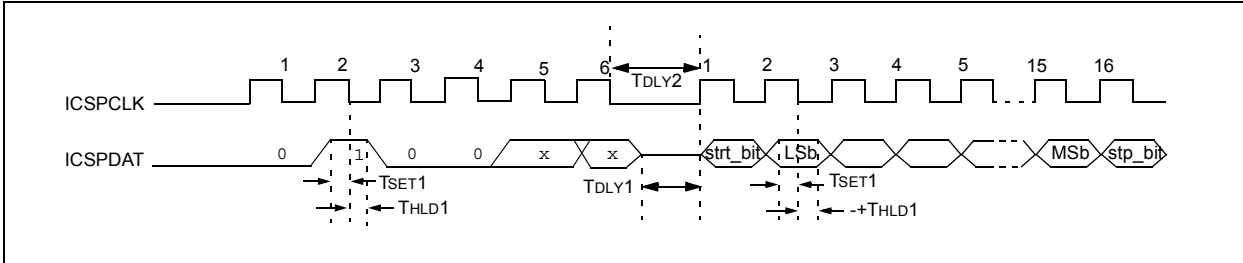 1 2 3 4 5 6 1 2 3 4 5 15 16
TDLY2
ICSPCLK
ICSPDAT
0 1 0 0 x x strt_bit LSb MSb stp_bit
TSET1 TDLY1 TSET1
THLD1 -+THLD1